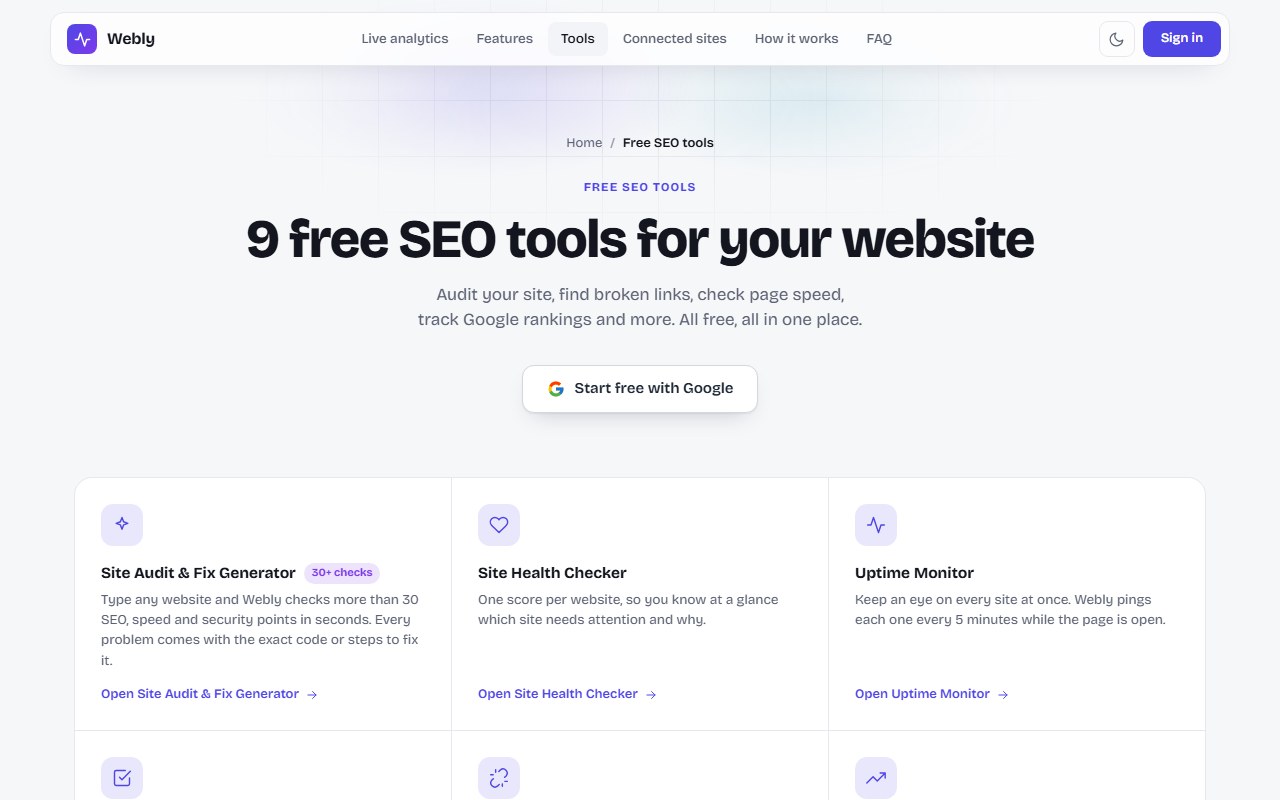 Webly
Live analytics
Features
Tools
Connected sites
How it works
FAQ
Sign in
Home / Free SEO tools
FREE SEO TOOLS
9 free SEO tools for your website
Audit your site, find broken links, check page speed,
track Google rankings and more. All free, all in one place.
Start free with Google
Site Audit & Fix Generator 30+ checks
Type any website and Webly checks more than 30
SEO, speed and security points in seconds. Every
problem comes with the exact code or steps to fix
it.
Open Site Audit & Fix Generator →
Site Health Checker
One score per website, so you know at a glance
which site needs attention and why.
Open Site Health Checker →
Uptime Monitor
Keep an eye on every site at once. Webly pings
each one every 5 minutes while the page is open.
Open Uptime Monitor →